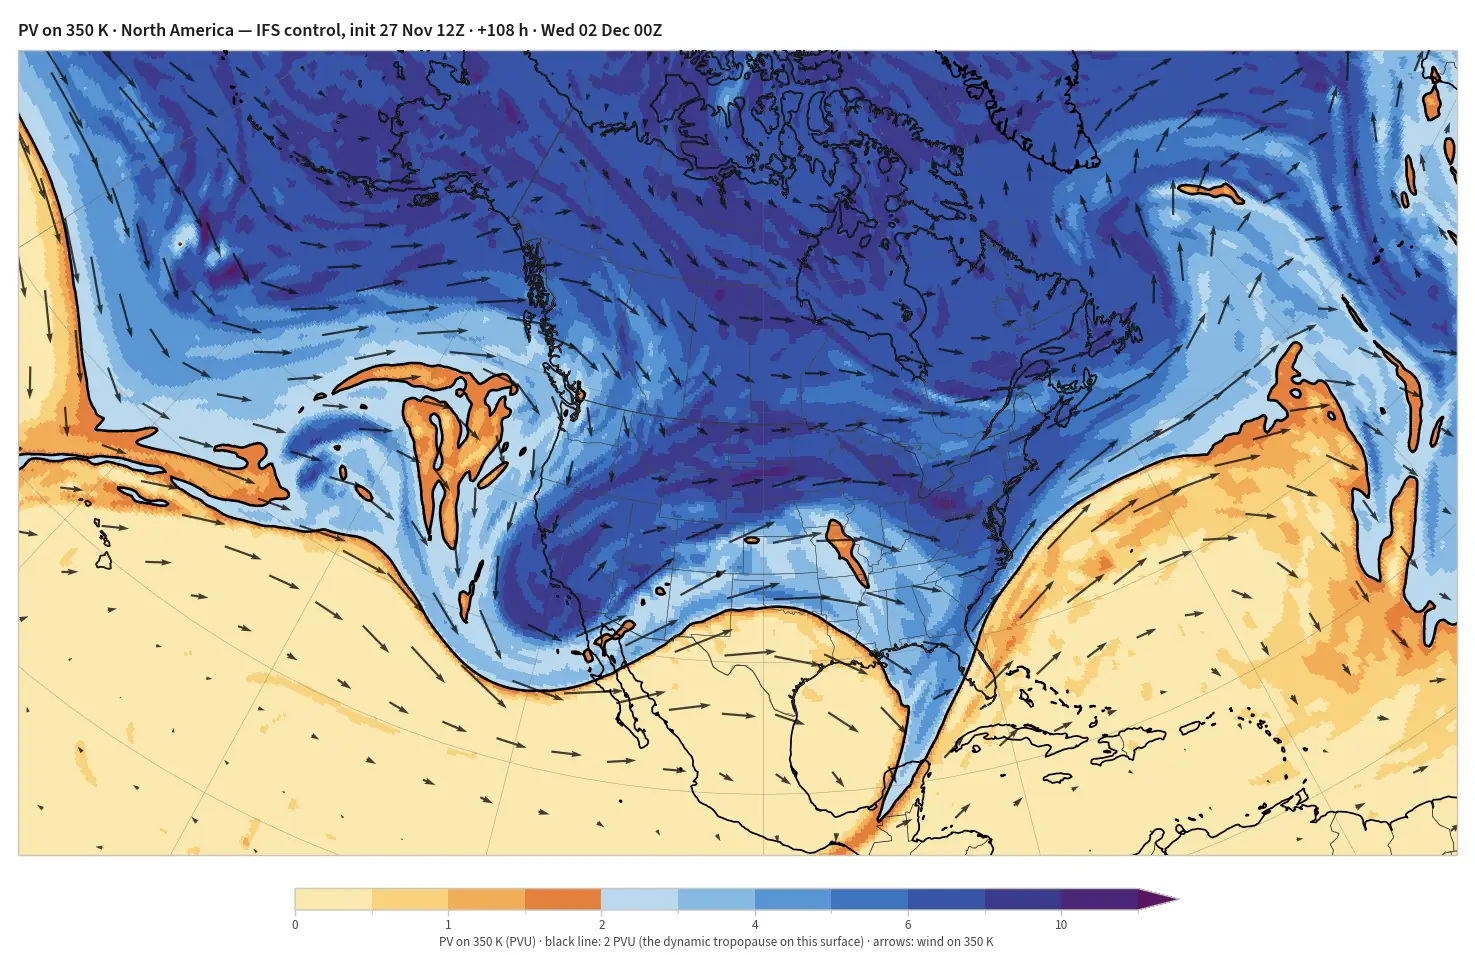 PV on 350 K · North America — IFS control, init 27 Nov 12Z · +108 h · Wed 02 Dec 00Z
0 1 2 4 6 10
PV on 350 K (PVU) · black line: 2 PVU (the dynamic tropopause on this surface) · arrows: wind on 350 K